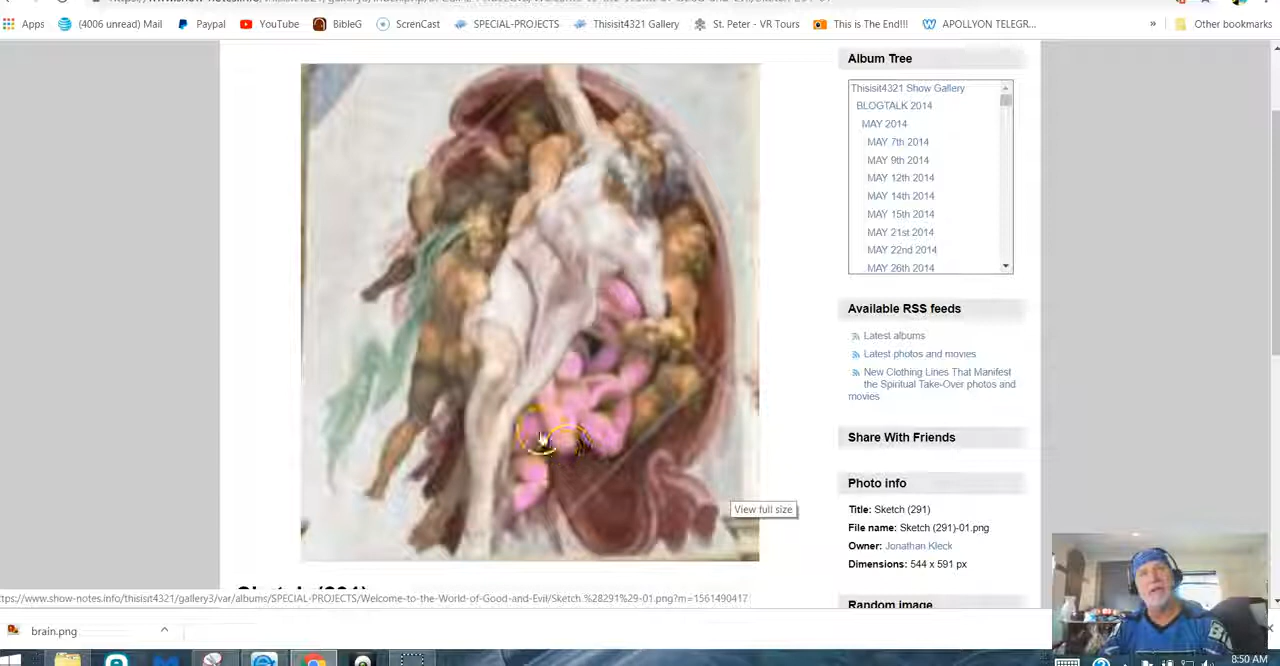 Apps
(4006 unread) Mail
Paypal
YouTube
BibleG
ScrenCast
SPECIAL-PROJECTS
Thisisit4321 Gallery
St. Peter - VR Tours
This is The End!!!
APOLLYON TELEGR...
»
Other bookmarks
Album Tree
Thisisit4321 Show Gallery
BLOGTALK 2014
MAY 2014
MAY 7th 2014
MAY 9th 2014
MAY 12th 2014
MAY 14th 2014
MAY 15th 2014
MAY 21st 2014
MAY 22nd 2014
MAY 26th 2014
Available RSS feeds
Latest albums
Latest photos and movies
New Clothing Lines That Manifest
the Spiritual Take-Over photos and
movies
Share With Friends
Photo info
View full size
Title: Sketch (291)
File name: Sketch (291)-01.png
Owner: Jonathan Kleck
Dimensions: 544 x 591 px
Random image
ttps://www.show-notes.info/thisisit4321/gallery3/var/albums/SPECIAL-PROJECTS/Welcome-to-the-World-of-Good-and-Evil/Sketch.%28291%29-01.png?m=1561490417
brain.png
8:50 AM